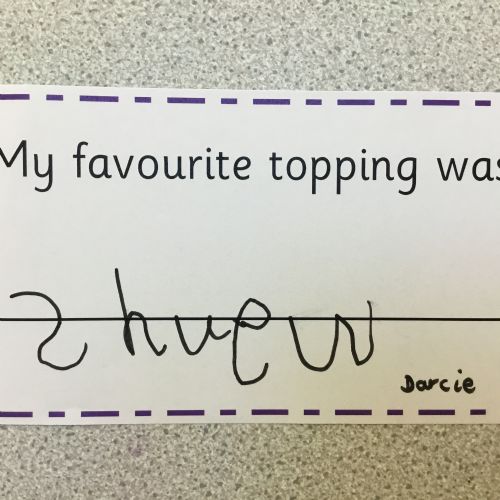 My favourite topping was
Darcie